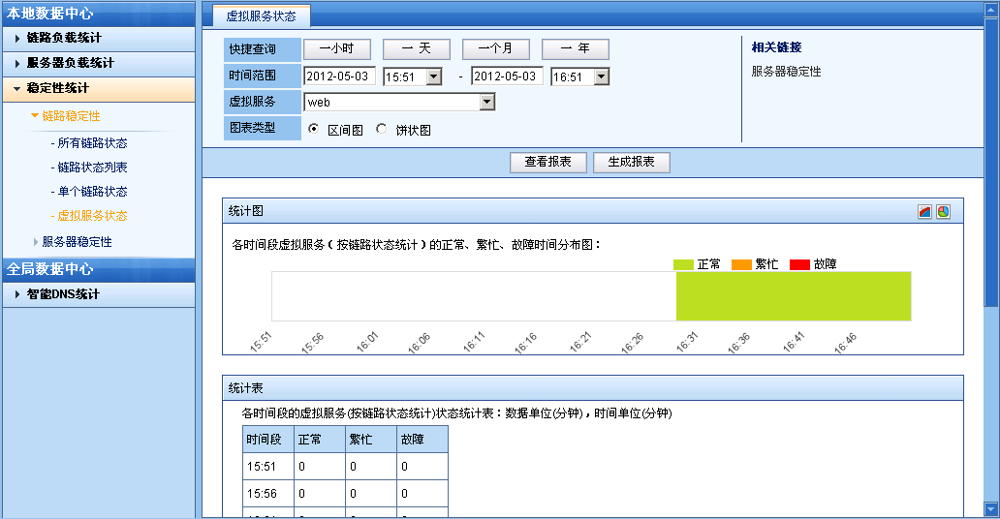 本地数据中心
链路负载统计
服务器负载统计
稳定性统计
链路稳定性
- 所有链路状态
- 链路状态列表
- 单个链路状态
- 虚拟服务状态
服务器稳定性
全局数据中心
智能DNS统计
虚拟服务状态
快捷查询 一小时 一 天 一个月 一 年
时间范围 2012-05-03 15:51 - 2012-05-03 16:51
虚拟服务 web
图表类型 区间图 饼状图
相关链接
服务器稳定性
查看报表 生成报表
统计图
各时间段虚拟服务（按链路状态统计）的正常、繁忙、故障时间分布图：
正常 繁忙 故障
15:51 15:56 16:01 16:06 16:11 16:16 16:21 16:26 16:31 16:36 16:41 16:46
统计表
各时间段的虚拟服务(按链路状态统计)状态统计表：数据单位(分钟)，时间单位(分钟)
时间段 正常 繁忙 故障
15:51 0 0 0
15:56 0 0 0